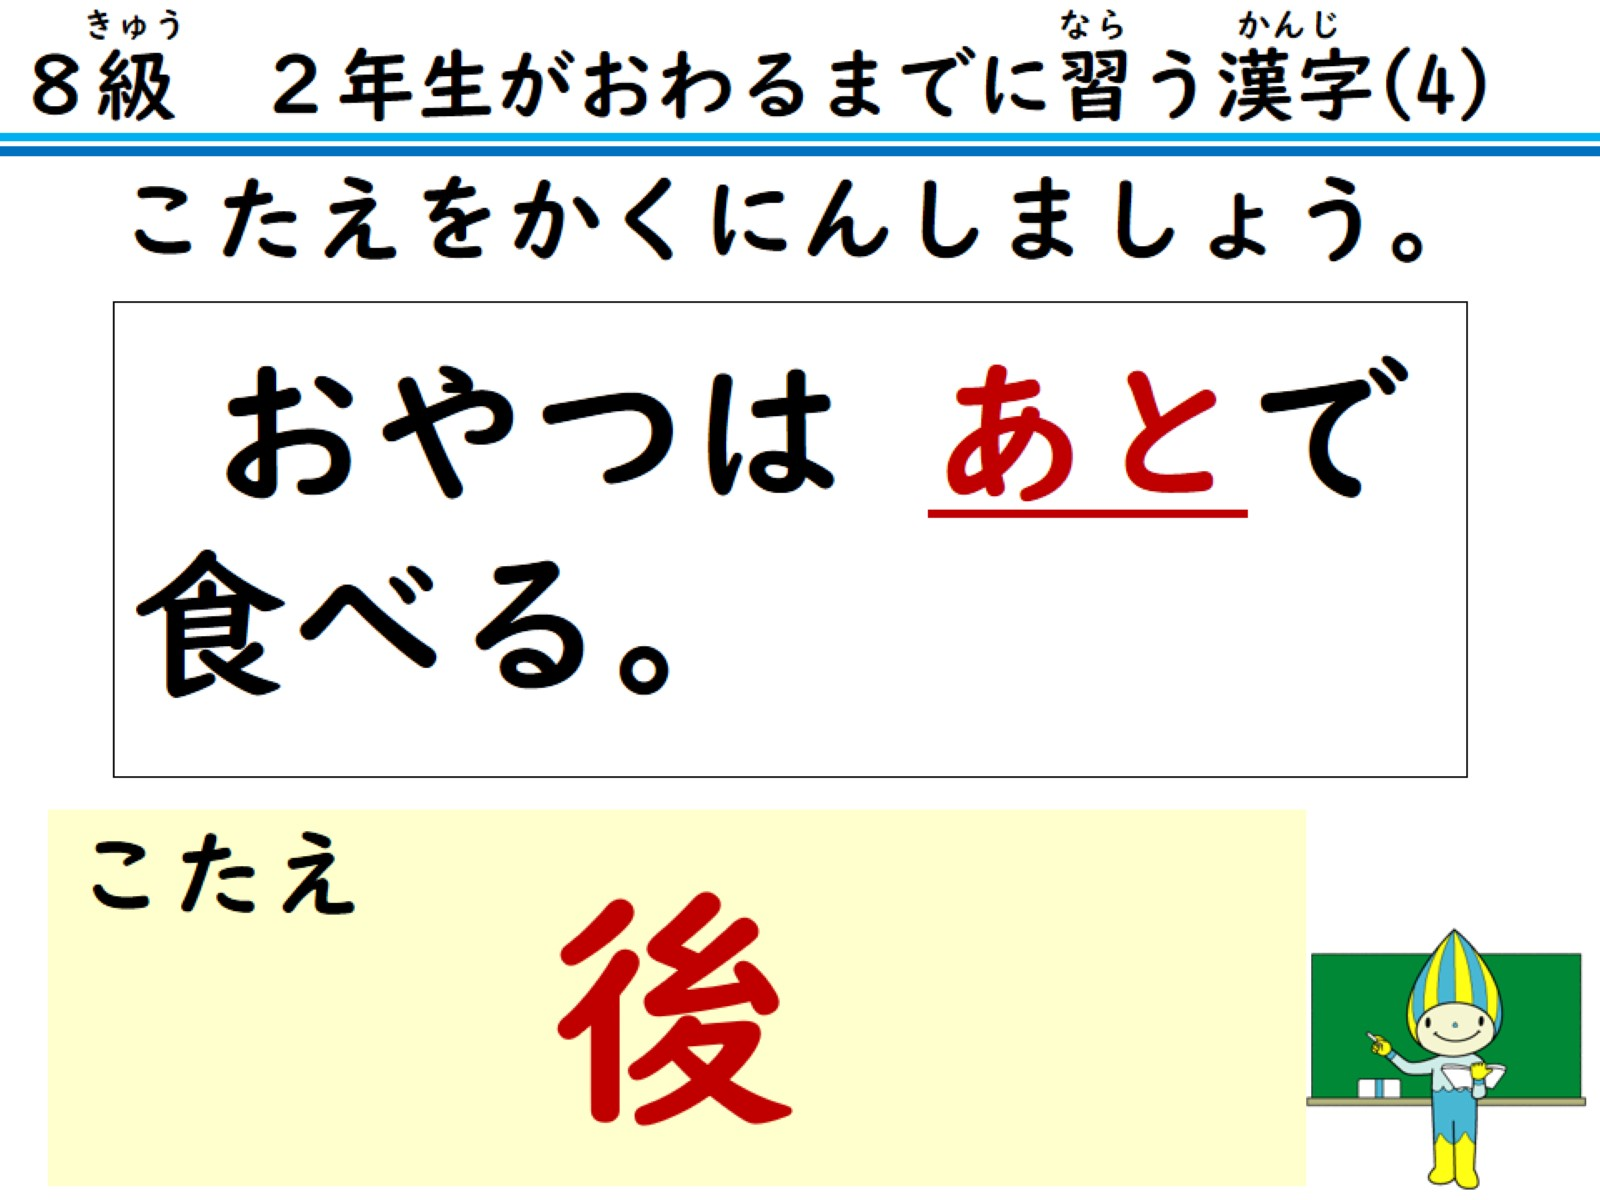 きゅう なら かんじ
８級　２年生がおわるまでに習う漢字(4)
こたえをかくにんしましょう。
おやつは あとで
食べる。
こたえ
後